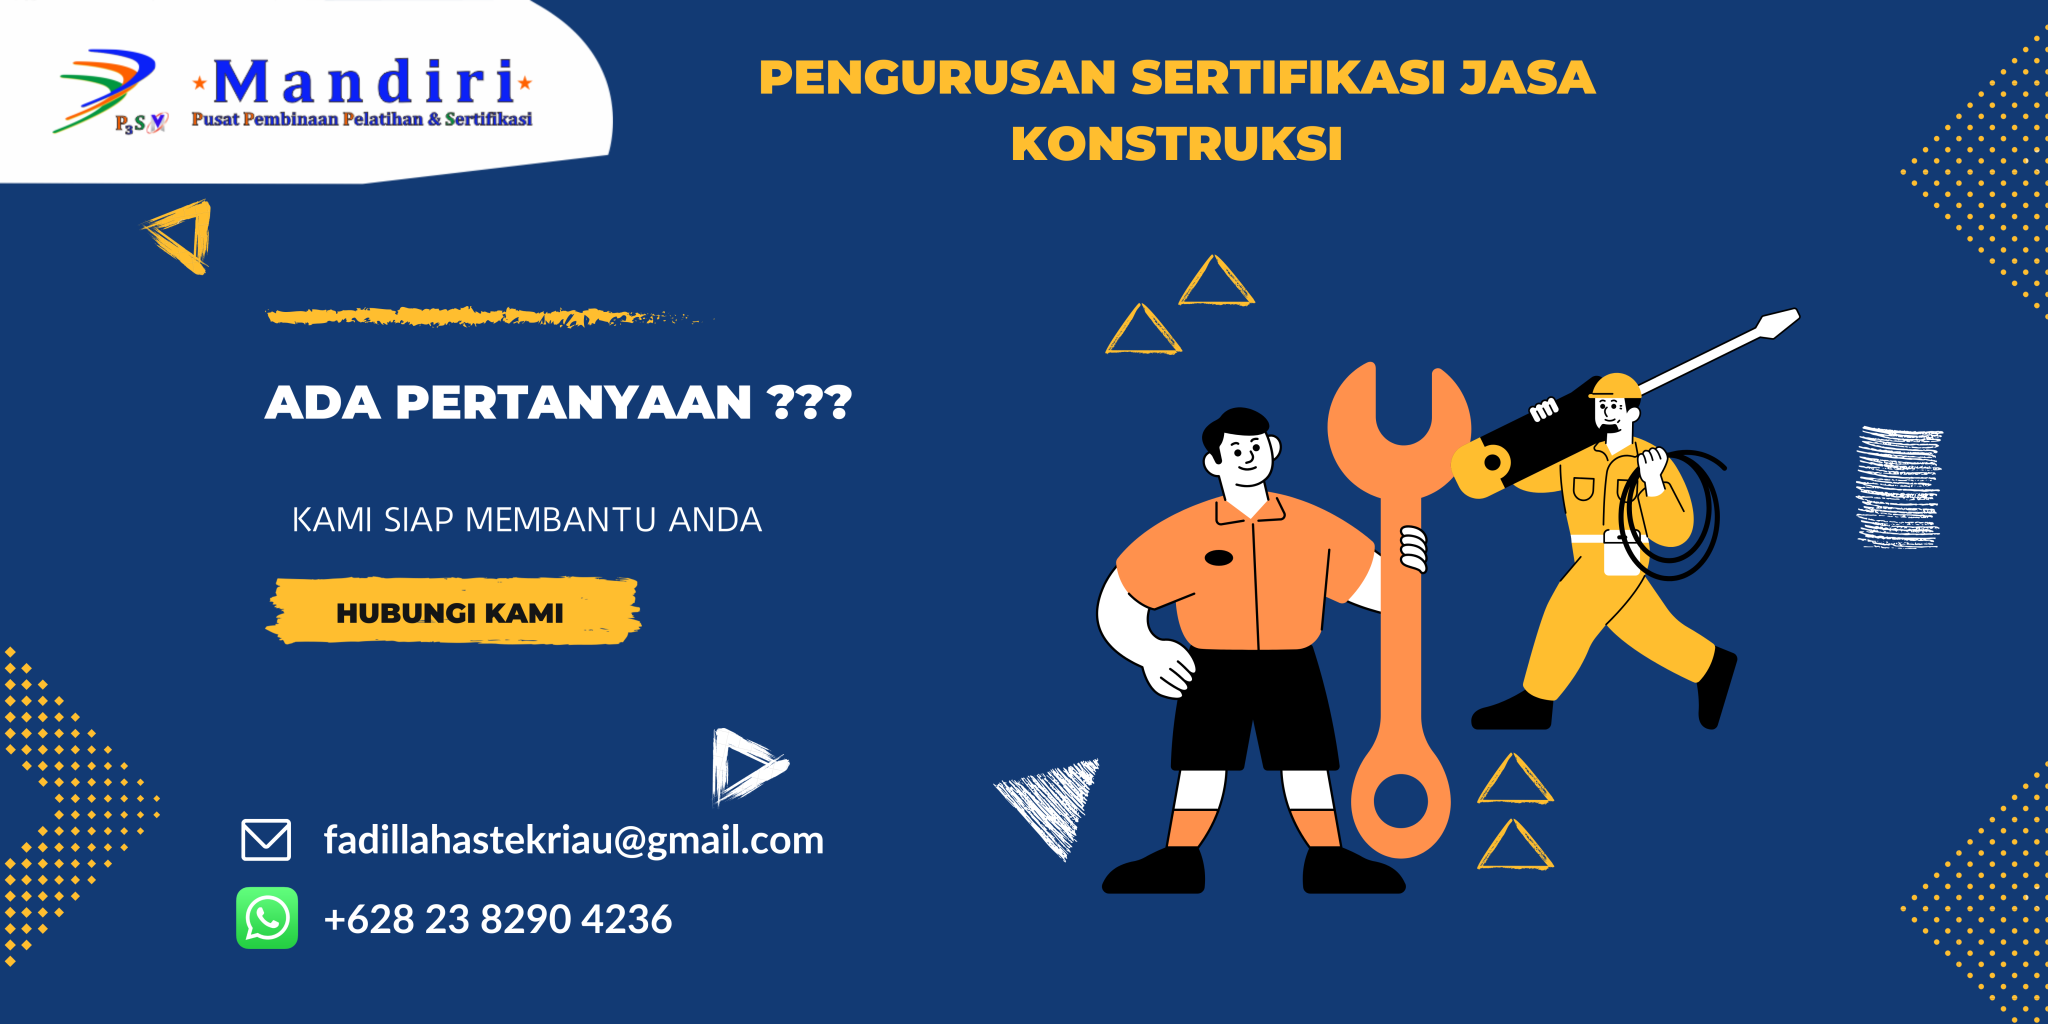 Mandiri
Pusat Pembinaan Pelatihan & Sertifikasi
P3SM
PENGURUSAN SERTIFIKASI JASA
KONSTRUKSI
ADA PERTANYAAN ???
KAMI SIAP MEMBANTU ANDA
HUBUNGI KAMI
fadillahastekriau@gmail.com
+628 23 8290 4236